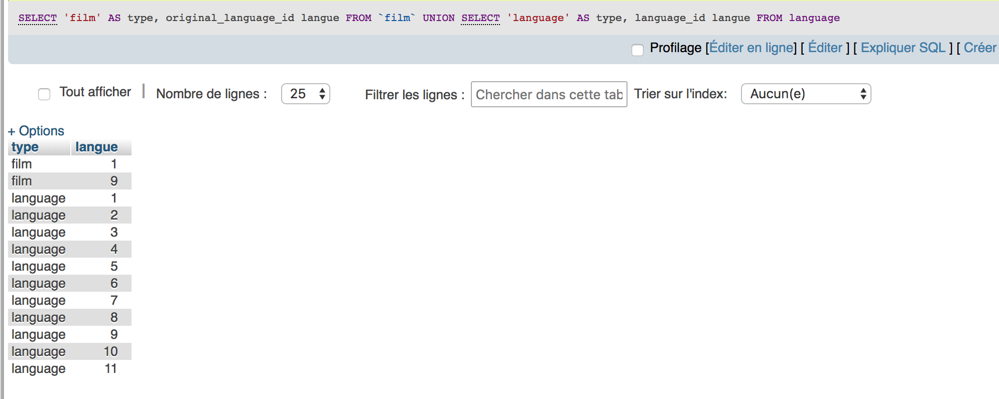 SELECT 'film' AS type, original_language_id langue FROM `film` UNION SELECT 'language' AS type, language_id langue FROM language
Profilage [Éditer en ligne] [ Éditer ] [ Expliquer SQL ] [ Créer
Tout afficher | Nombre de lignes : 25 Filtrer les lignes : Chercher dans cette tab Trier sur l'index: Aucun(e)
+ Options
type langue
film 1
film 9
language 1
language 2
language 3
language 4
language 5
language 6
language 7
language 8
language 9
language 10
language 11